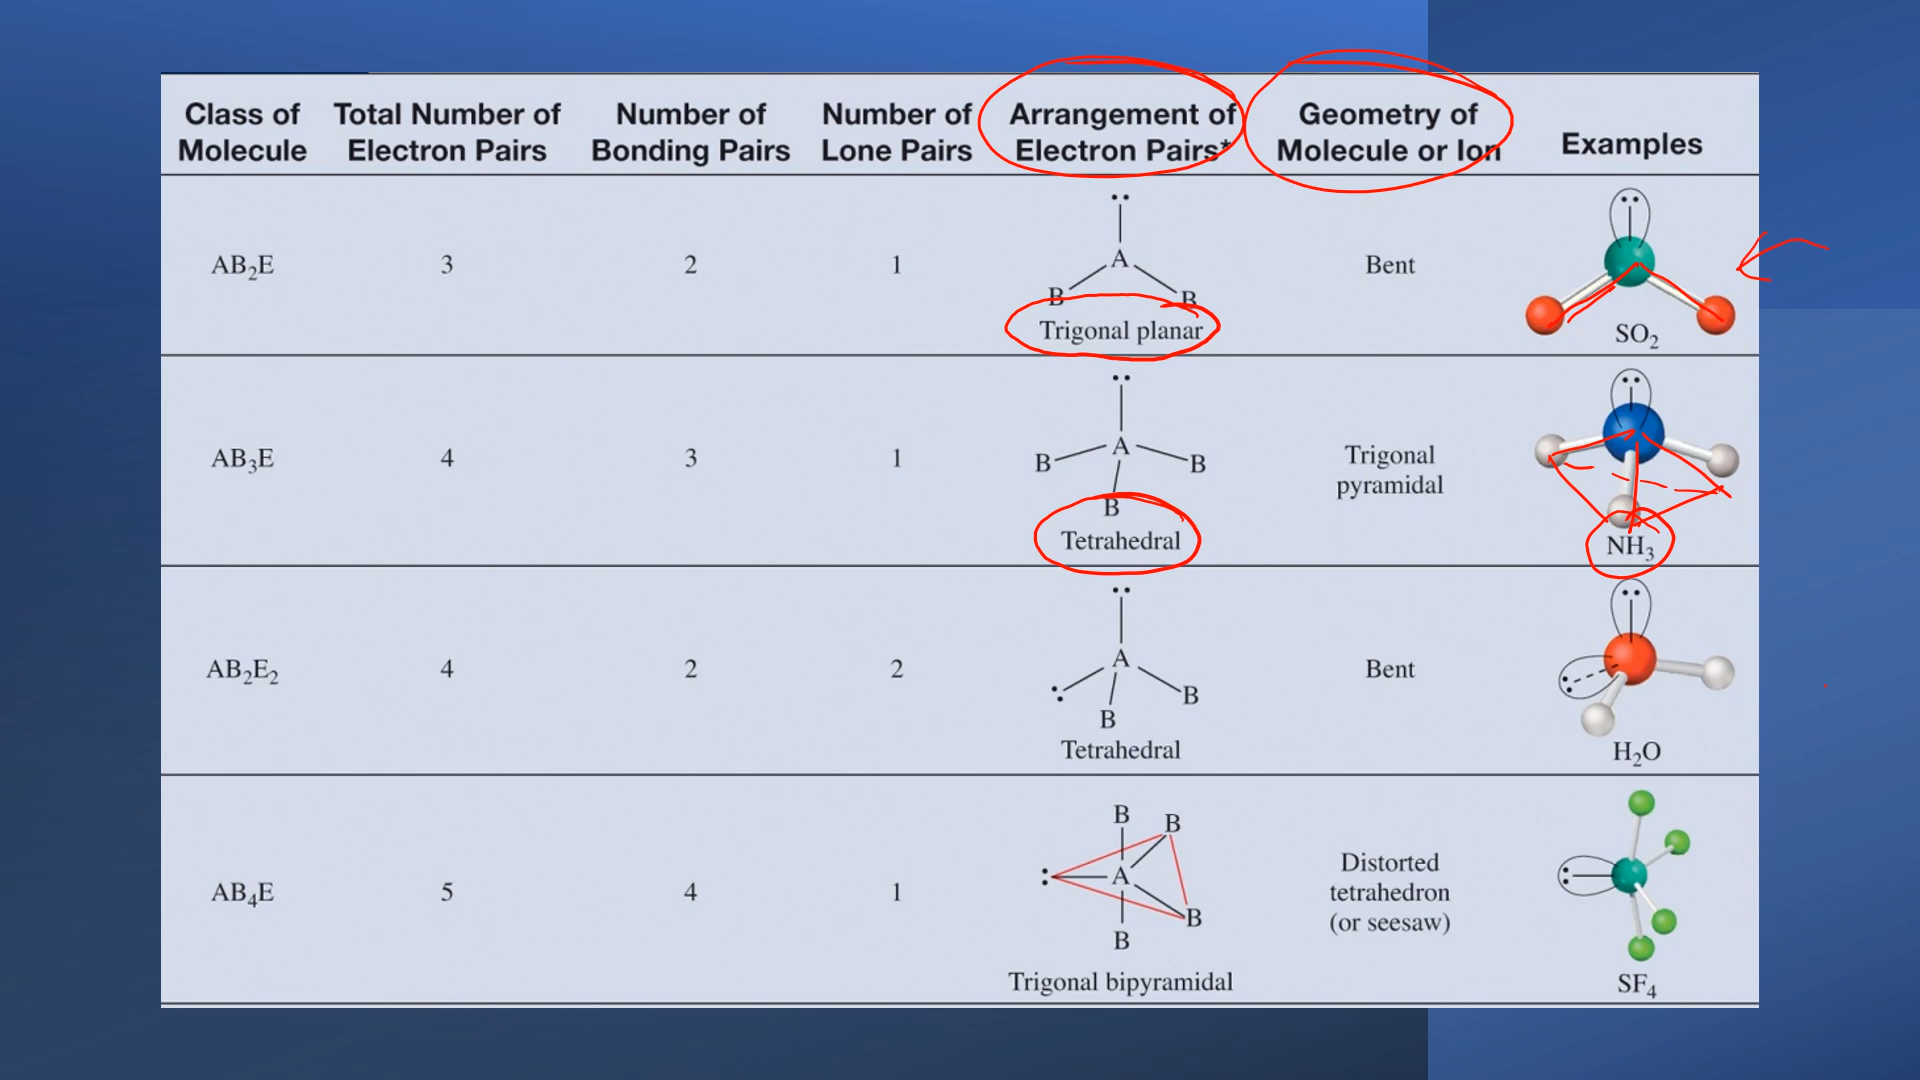 Class of Molecule
Total Number of Electron Pairs
Number of Bonding Pairs
Number of Lone Pairs
Arrangement of Electron Pairs*
Geometry of Molecule or Ion
Examples
AB₂E
3
2
1
A
B
B
Trigonal planar
Bent
SO₂
AB₃E
4
3
1
A
B
B
B
Tetrahedral
Trigonal
pyramidal
NH₃
AB₂E₂
4
2
2
A
B
B
Tetrahedral
Bent
H₂O
AB₄E
5
4
1
B
B
A
B
B
Trigonal bipyramidal
Distorted
tetrahedron
(or seesaw)
SF₄